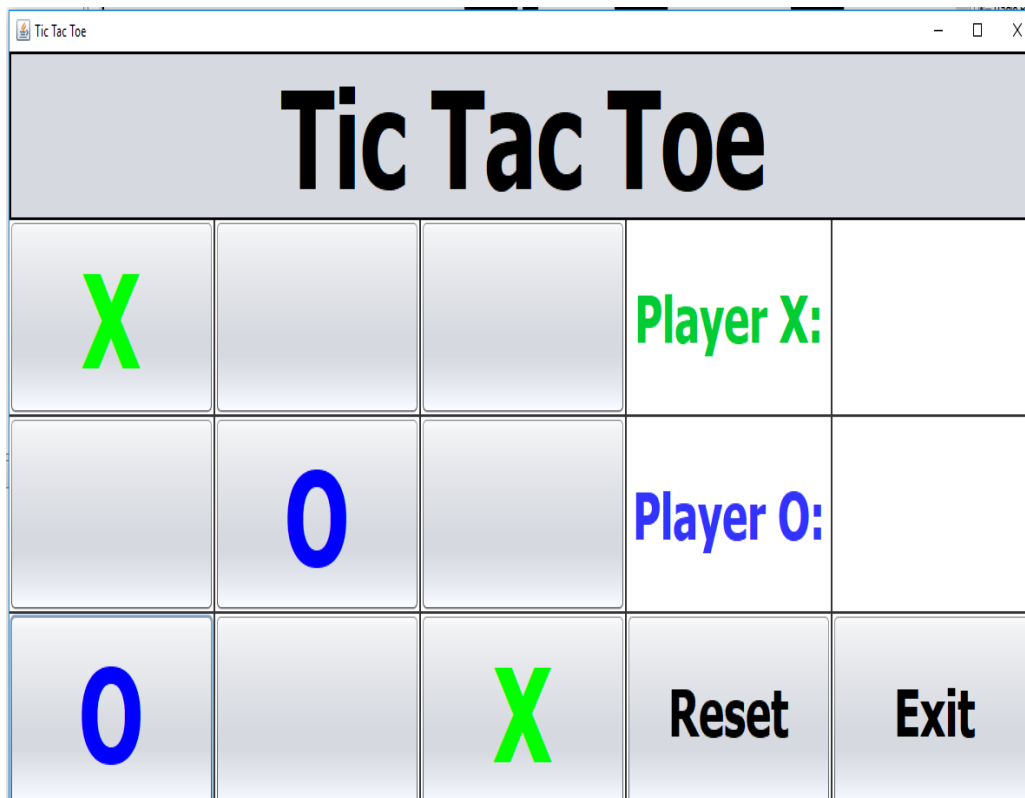 Tic Tac Toe
Tic Tac Toe
X
Player X:
O
Player O:
O X Reset Exit